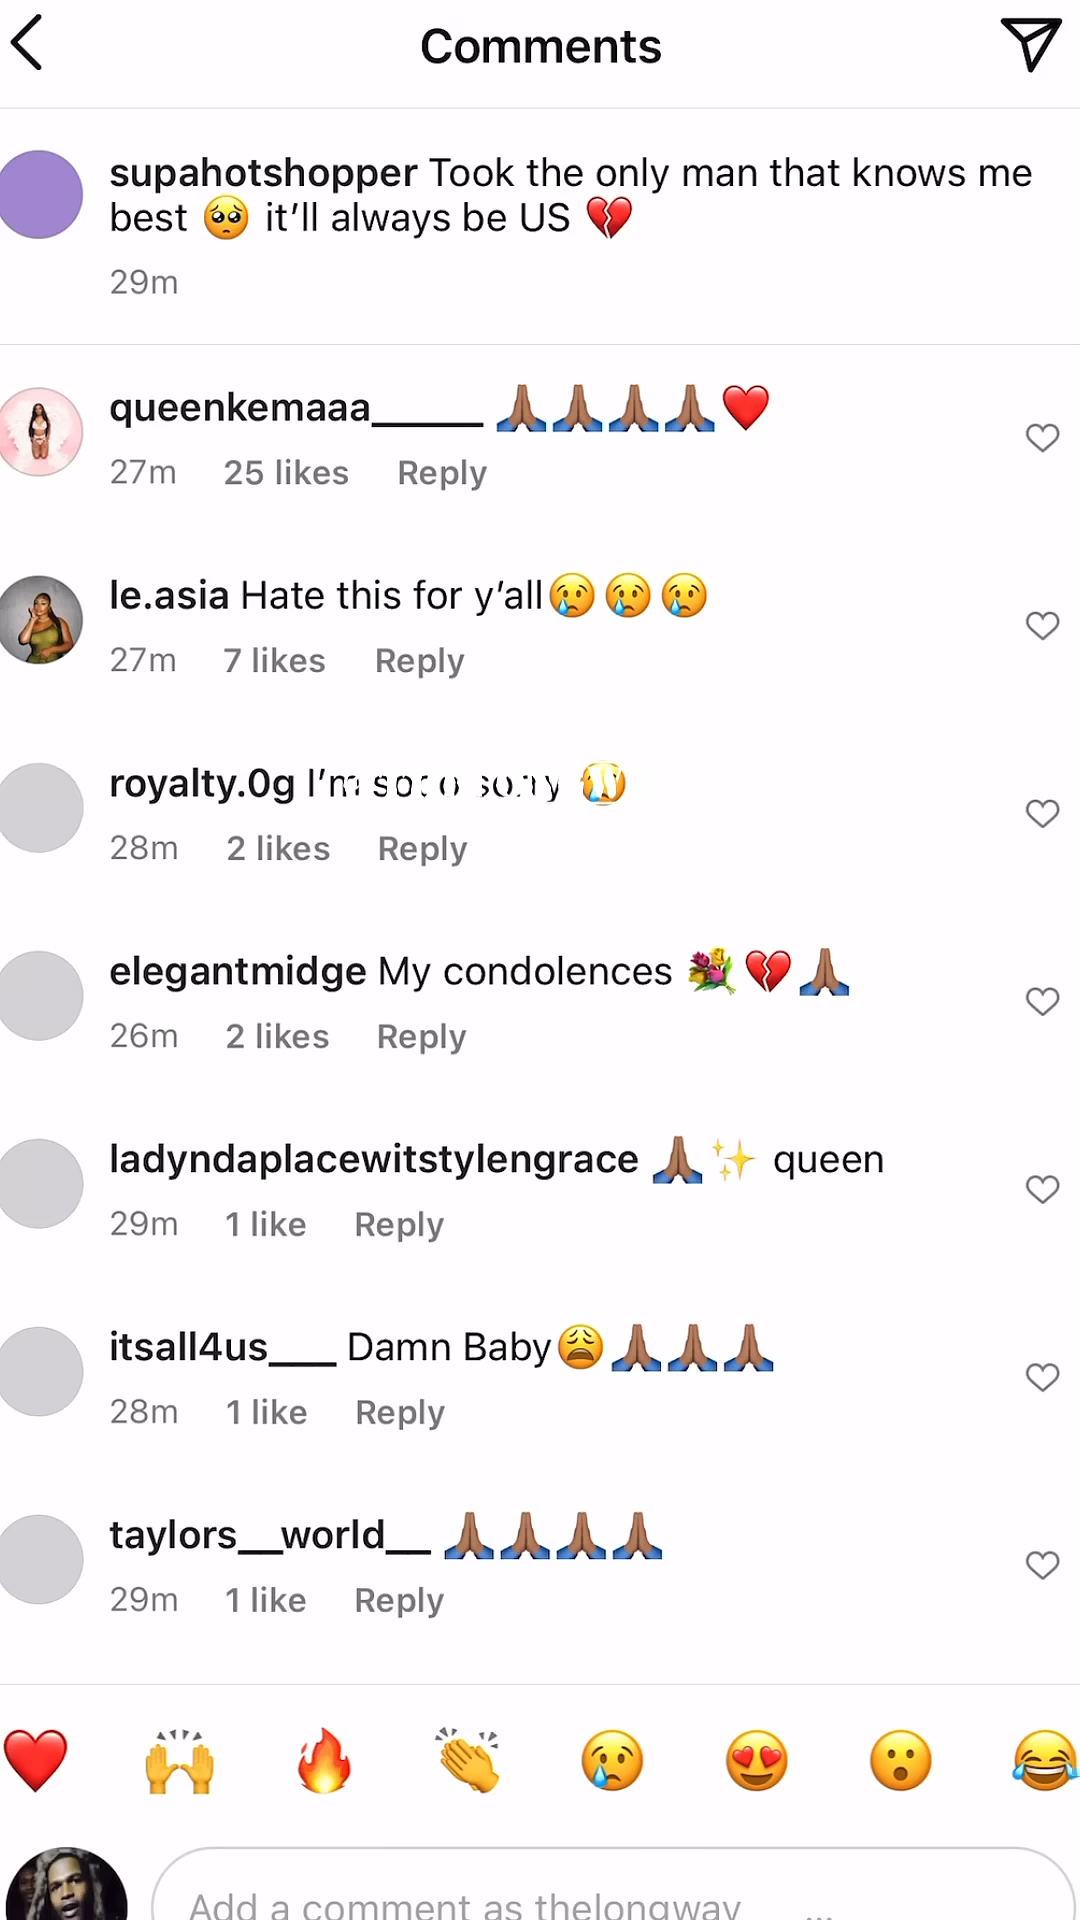 Comments
supahotshopper Took the only man that knows me
best 🥺 it’ll always be US 💔
29m
queenkemaaa_____ 🙏🏾🙏🏾🙏🏾🙏🏾❤️
27m 25 likes Reply
le.asia Hate this for y’all😢😢😢
27m 7 likes Reply
royalty.0g I’m
28m 2 likes Reply
elegantmidge My condolences 💐💔🙏🏾
26m 2 likes Reply
ladyndaplacewitstylengrace 🙏🏾✨ queen
29m 1 like Reply
itsall4us___ Damn Baby😩🙏🏾🙏🏾🙏🏾
28m 1 like Reply
taylors__world__ 🙏🏾🙏🏾🙏🏾🙏🏾
29m 1 like Reply
❤️ 🙌 🔥 👏 😢 😍 😮 😂
Add a comment as thelongway ...